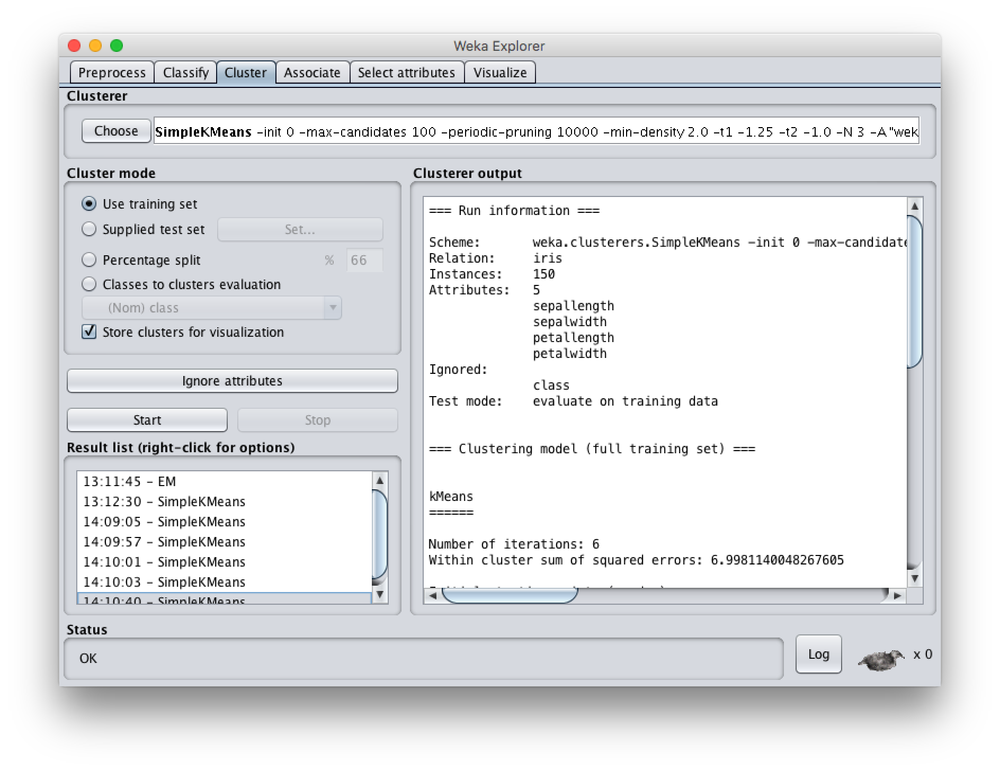 Weka Explorer
Preprocess Classify Cluster Associate Select attributes Visualize
Clusterer
Choose SimpleKMeans -init 0 -max-candidates 100 -periodic-pruning 10000 -min-density 2.0 -t1 -1.25 -t2 -1.0 -N 3 -A "wek
Cluster mode
Use training set
Supplied test set Set...
Percentage split % 66
Classes to clusters evaluation
(Nom) class
Store clusters for visualization
Ignore attributes
Start Stop
Result list (right-click for options)
13:11:45 - EM
13:12:30 - SimpleKMeans
14:09:05 - SimpleKMeans
14:09:57 - SimpleKMeans
14:10:01 - SimpleKMeans
14:10:03 - SimpleKMeans
14:10:40 - SimpleKMeans
Clusterer output
=== Run information ===
Scheme: weka.clusterers.SimpleKMeans -init 0 -max-candidate
Relation: iris
Instances: 150
Attributes: 5
sepallength
sepalwidth
petallength
petalwidth
Ignored:
class
Test mode: evaluate on training data
=== Clustering model (full training set) ===
kMeans
======
Number of iterations: 6
Within cluster sum of squared errors: 6.9981140048267605
Status
OK
Log
x 0